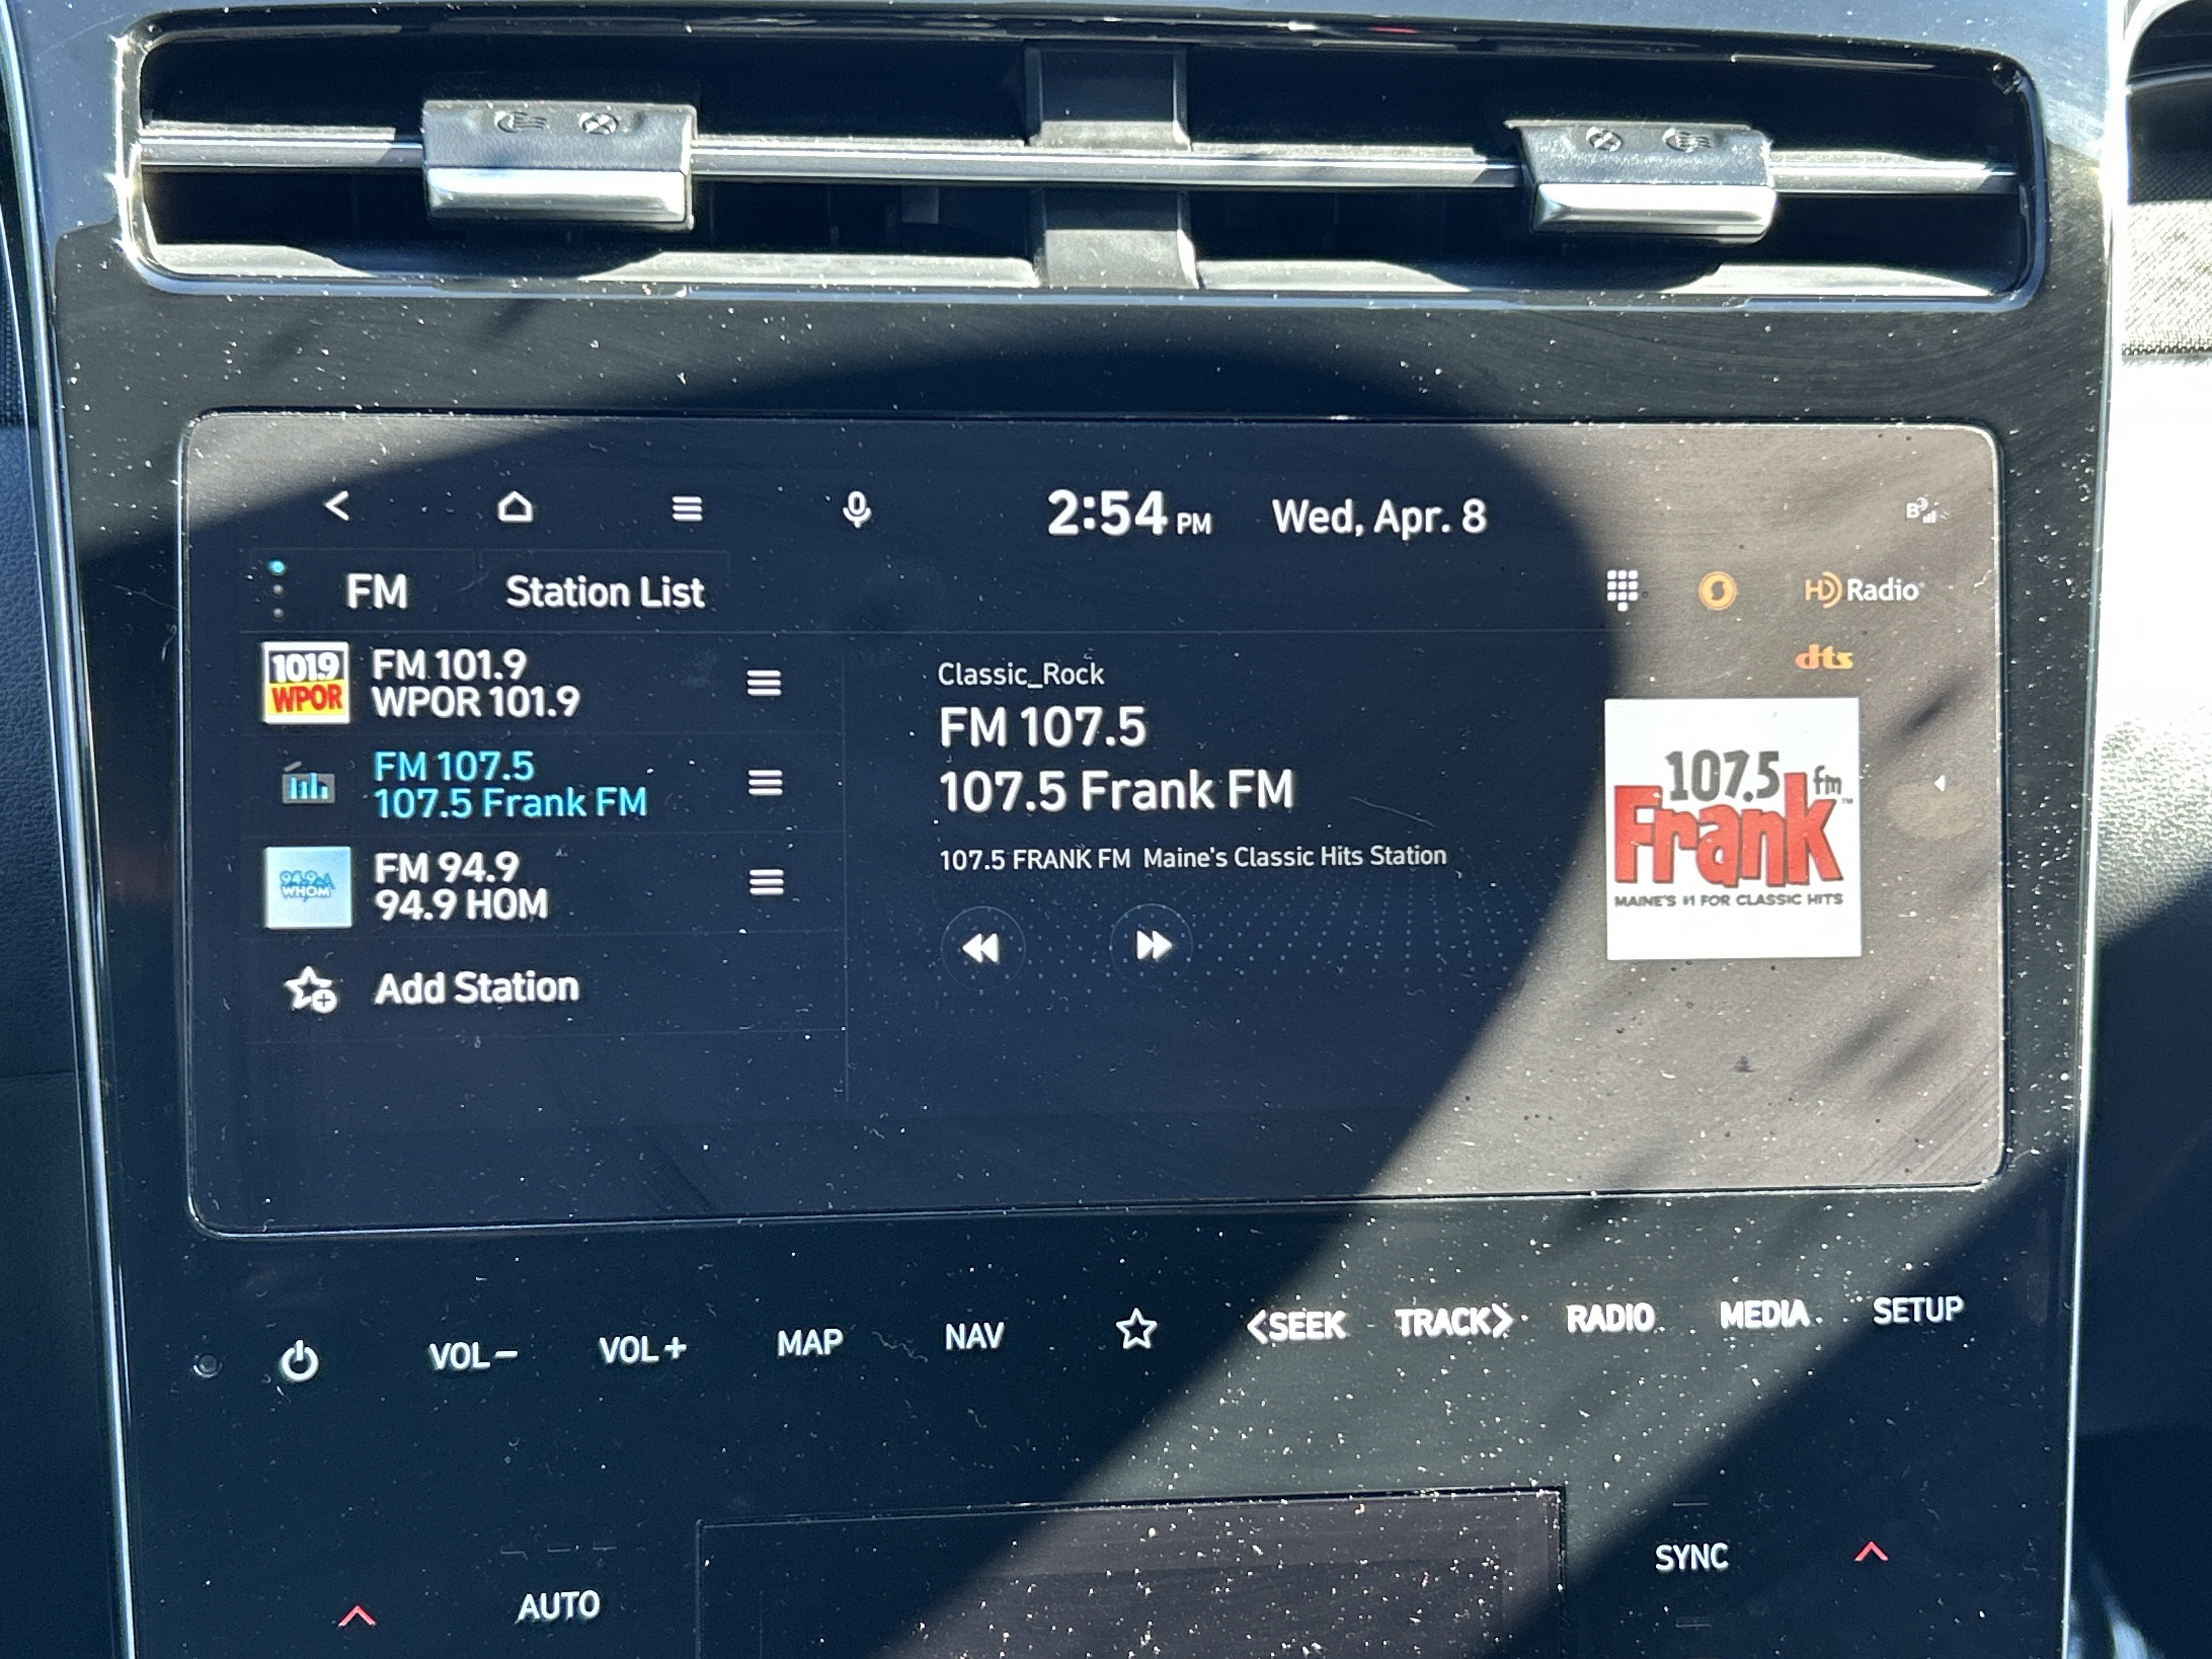 2:54 PM Wed, Apr. 8
FM Station List
HD Radio
dts
1019
WPOR
FM 101.9
WPOR 101.9
FM 107.5
107.5 Frank FM
94.9
WHOM
FM 94.9
94.9 HOM
Add Station
Classic_Rock
FM 107.5
107.5 Frank FM
107.5 FRANK FM Maine's Classic Hits Station
107.5 fm
Frank™
MAINE'S #1 FOR CLASSIC HITS
VOL− VOL+ MAP NAV <SEEK TRACK> RADIO MEDIA SETUP
AUTO
SYNC